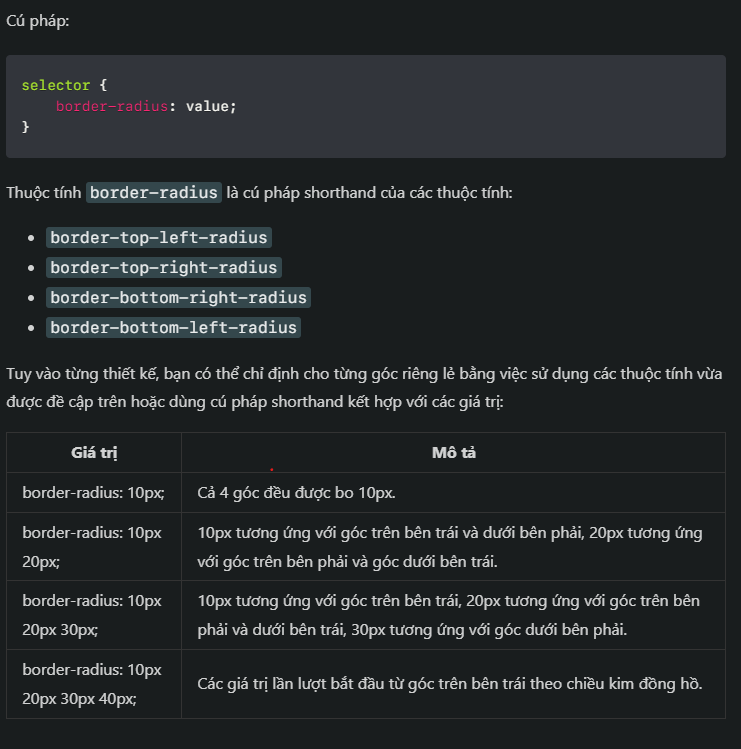 Cú pháp:
selector {
    border-radius: value;
}
Thuộc tính border-radius là cú pháp shorthand của các thuộc tính:
• border-top-left-radius
• border-top-right-radius
• border-bottom-right-radius
• border-bottom-left-radius
Tuy vào từng thiết kế, bạn có thể chỉ định cho từng góc riêng lẻ bằng việc sử dụng các thuộc tính vừa
được đề cập trên hoặc dùng cú pháp shorthand kết hợp với các giá trị:
Giá trị Mô tả
border-radius: 10px; Cả 4 góc đều được bo 10px.
border-radius: 10px
20px;
10px tương ứng với góc trên bên trái và dưới bên phải, 20px tương ứng
với góc trên bên phải và góc dưới bên trái.
border-radius: 10px
20px 30px;
10px tương ứng với góc trên bên trái, 20px tương ứng với góc trên bên
phải và dưới bên trái, 30px tương ứng với góc dưới bên phải.
border-radius: 10px
20px 30px 40px;
Các giá trị lần lượt bắt đầu từ góc trên bên trái theo chiều kim đồng hồ.